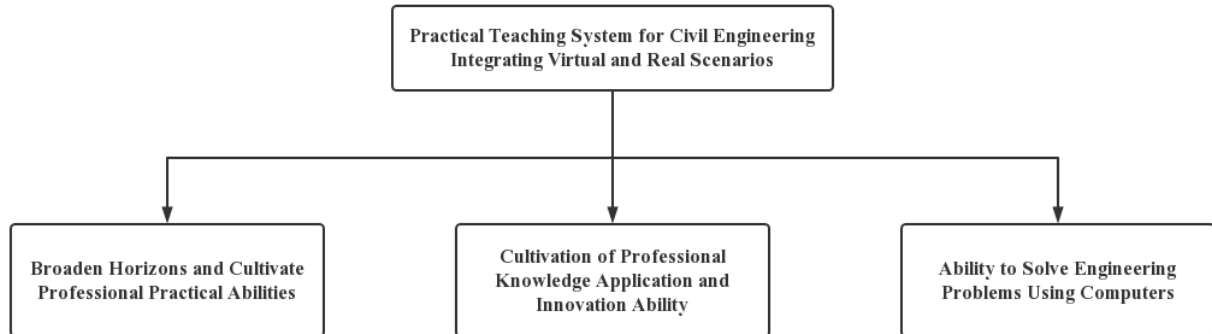 Practical Teaching System for Civil Engineering
Integrating Virtual and Real Scenarios
Broaden Horizons and Cultivate
Professional Practical Abilities
Cultivation of Professional
Knowledge Application and
Innovation Ability
Ability to Solve Engineering
Problems Using Computers